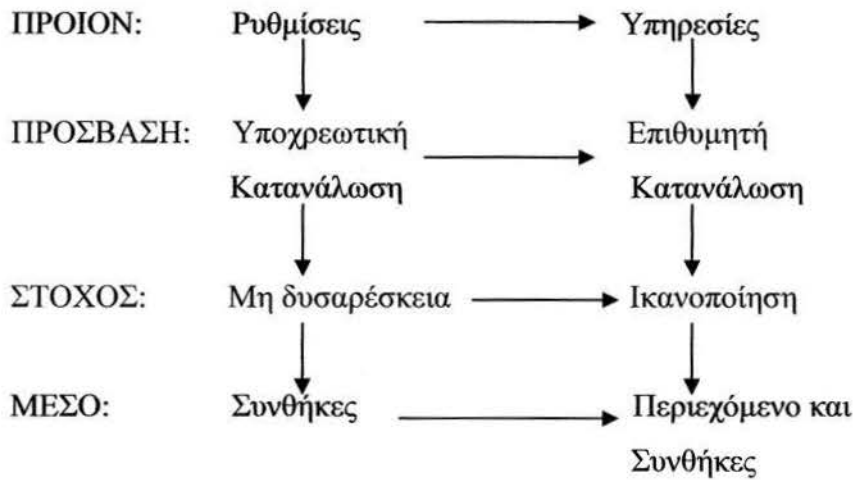 ΠΡΟΙΟΝ: Ρυθμίσεις Υπηρεσίες
ΠΡΟΣΒΑΣΗ: Υποχρεωτική Επιθυμητή
Κατανάλωση Κατανάλωση
ΣΤΟΧΟΣ: Μη δυσαρέσκεια Ικανοποίηση
ΜΕΣΟ: Συνθήκες Περιεχόμενο και
Συνθήκες